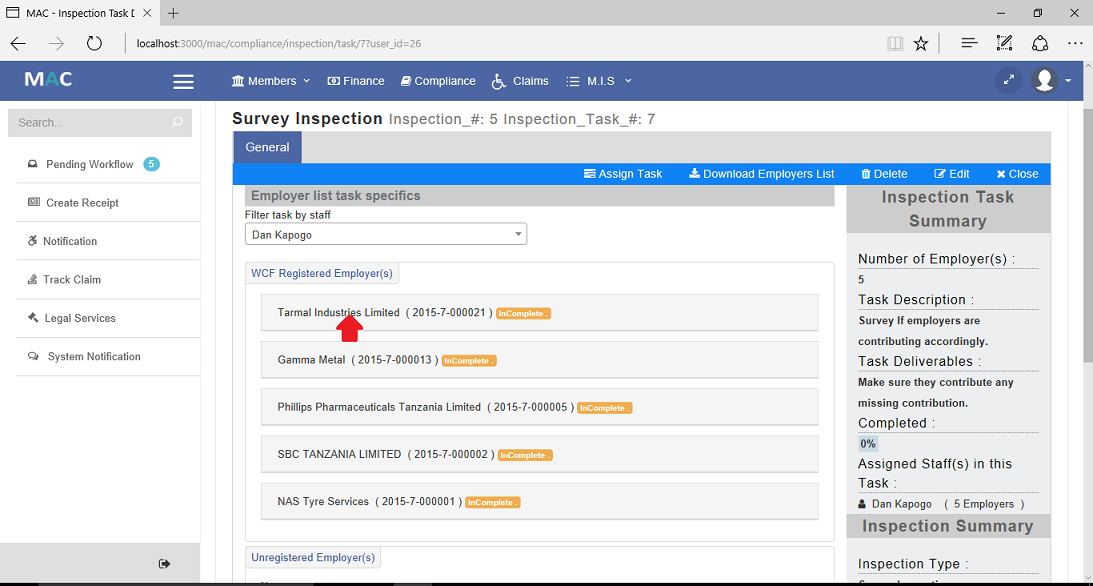 MAC - Inspection Task D
localhost:3000/mac/compliance/inspection/task/7?user_id=26
MAC
Members
Finance
Compliance
Claims
M.I.S
Search...
Pending Workflow 5
Create Receipt
Notification
Track Claim
Legal Services
System Notification
Survey Inspection Inspection_#: 5 Inspection_Task_#: 7
General
Assign Task
Download Employers List
Delete
Edit
Close
Employer list task specifics
Filter task by staff
Dan Kapogo
WCF Registered Employer(s)
Tarmal Industries Limited ( 2015-7-000021 ) InComplete .
Gamma Metal ( 2015-7-000013 ) InComplete .
Phillips Pharmaceuticals Tanzania Limited ( 2015-7-000005 ) InComplete .
SBC TANZANIA LIMITED ( 2015-7-000002 ) InComplete .
NAS Tyre Services ( 2015-7-000001 ) InComplete .
Unregistered Employer(s)
Inspection Task
Summary
Number of Employer(s) :
5
Task Description :
Survey If employers are
contributing accordingly.
Task Deliverables :
Make sure they contribute any
missing contribution.
Completed :
0%
Assigned Staff(s) in this
Task :
Dan Kapogo ( 5 Employers )
Inspection Summary
Inspection Type :